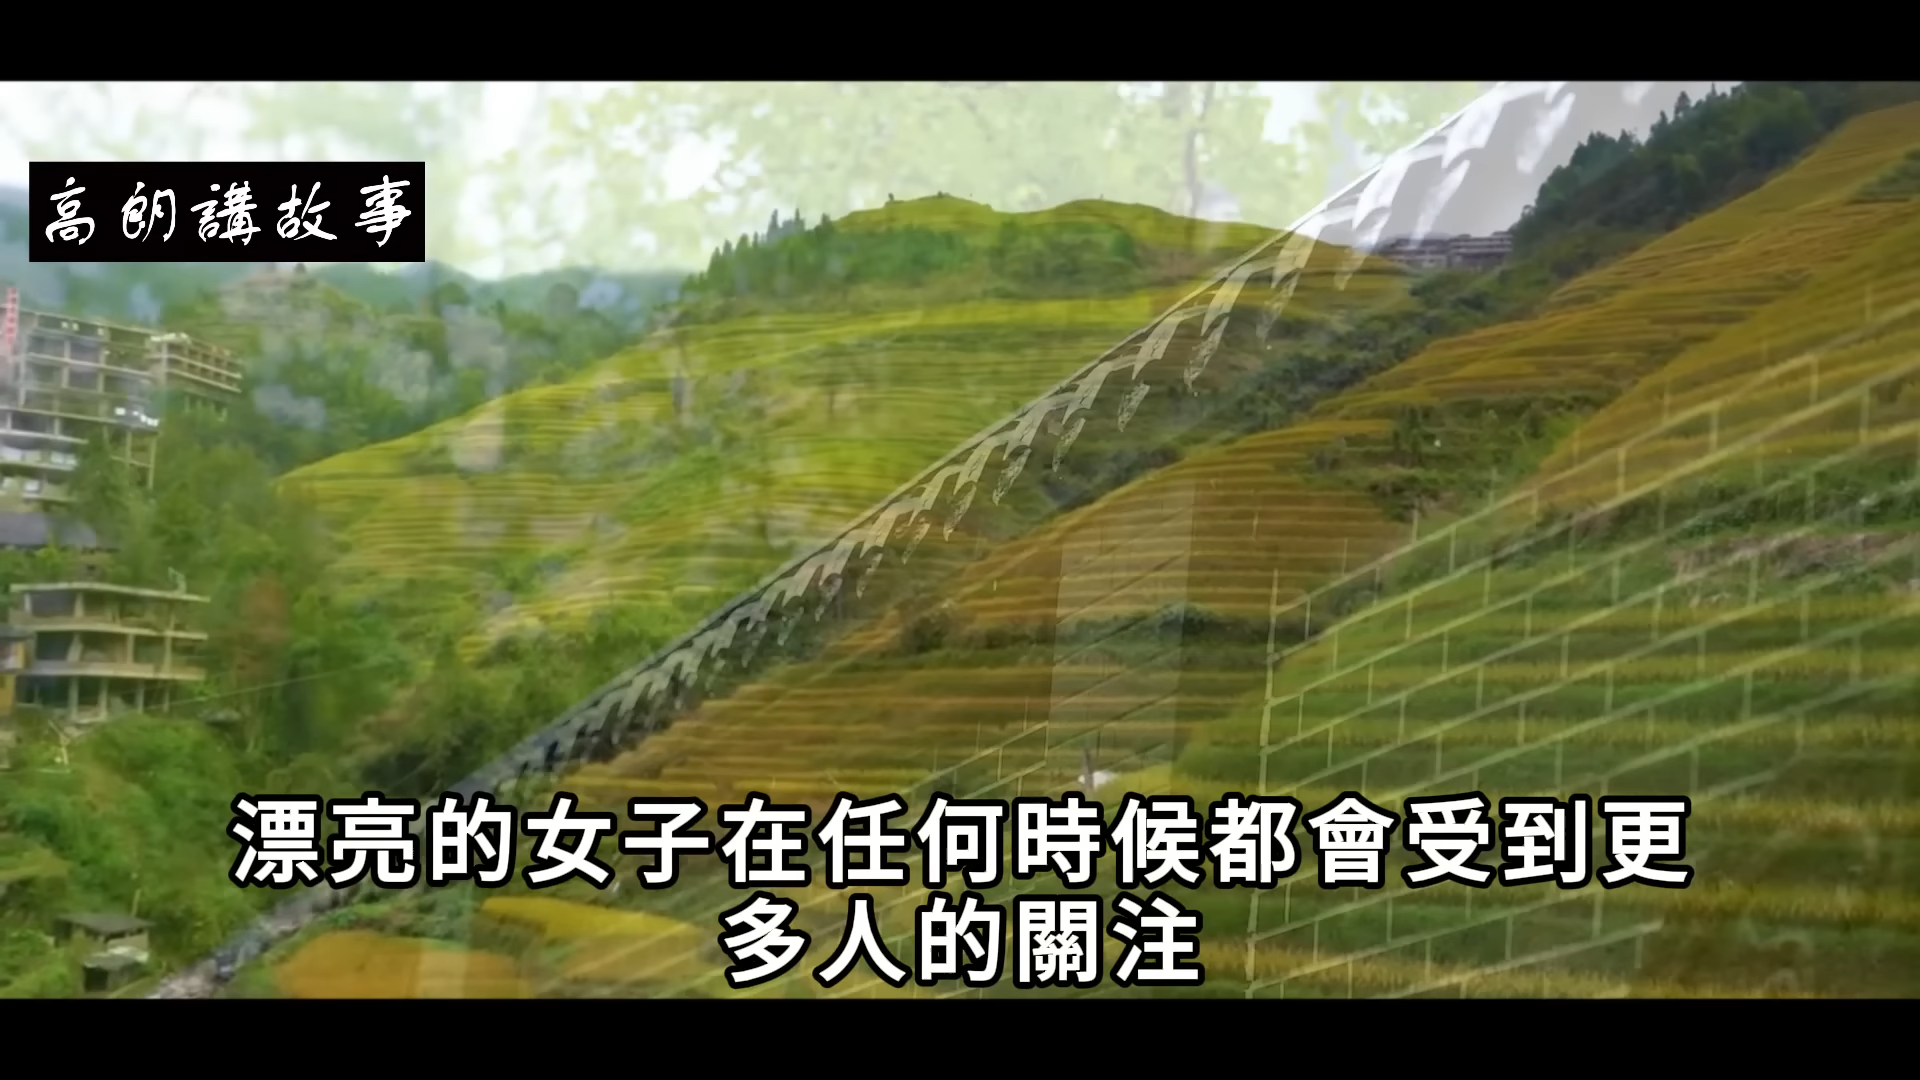 高朗講故事
漂亮的女子在任何時候都會受到更
多人的關注